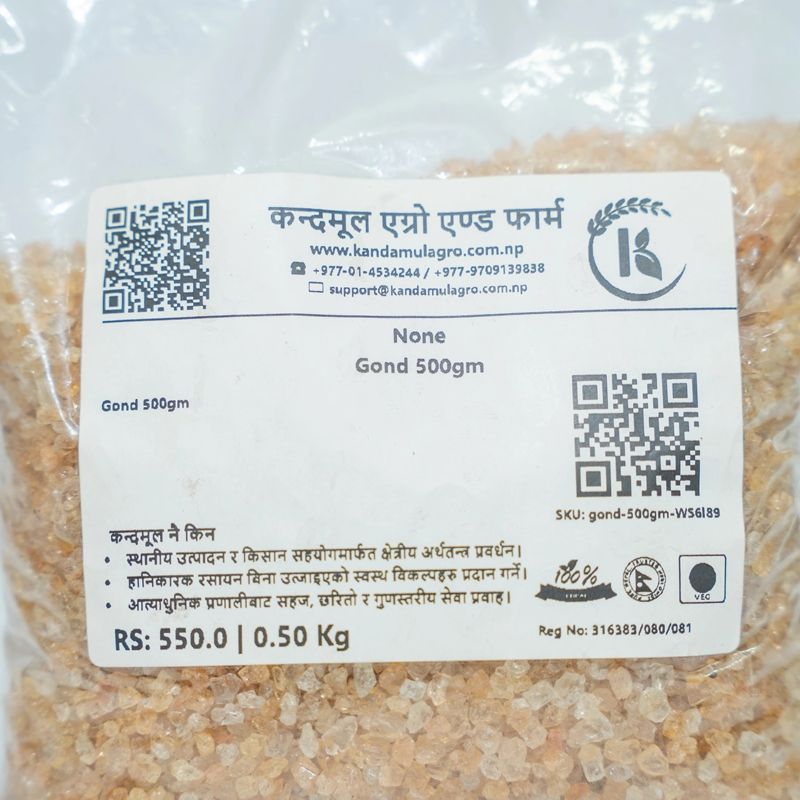 कन्दमूल एग्रो एण्ड फार्म
www.kandamulagro.com.np
☎ +977-01-4534244 / +977-9709139838
support@kandamulagro.com.np
None
Gond 500gm
Gond 500gm
SKU: gond-500gm-WS6I89
कन्दमूल नै किन
• स्थानीय उत्पादन र किसान सहयोगमार्फत क्षेत्रीय अर्थतन्त्र प्रवर्धन।
• हानिकारक रसायन विना उत्जाइएको स्वस्थ विकल्पहरु प्रदान गर्ने।
• आत्याधुनिक प्रणालीबाट सहज, छरितो र गुणस्तरीय सेवा प्रवाह।
100%
VEG
RS: 550.0 | 0.50 Kg
Reg No: 316383/080/081